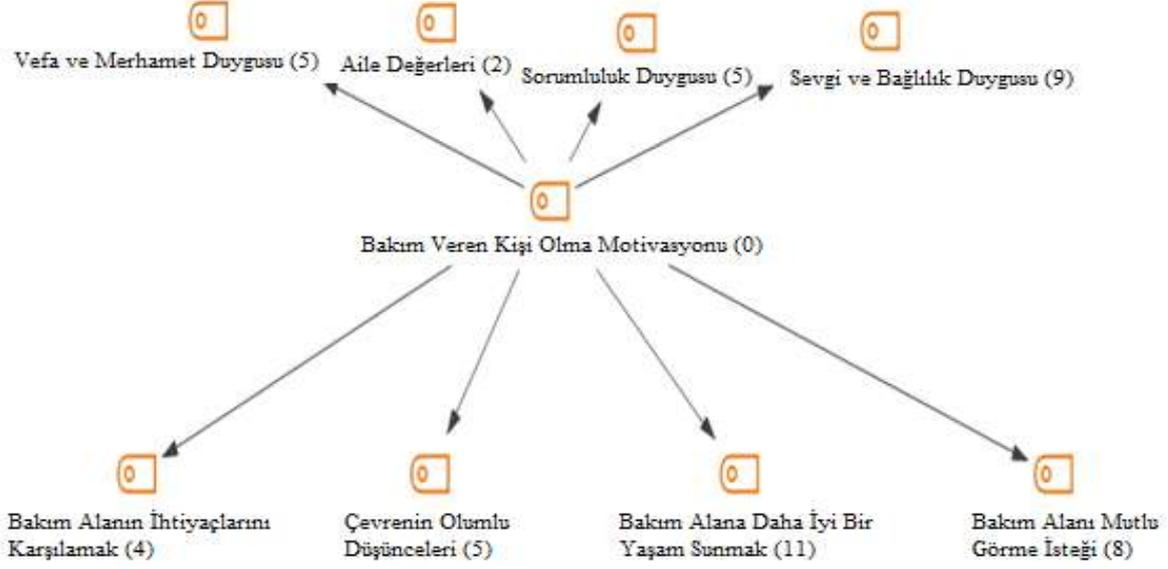 Vefa ve Merhamet Duygusu (5)
Aile Değerleri (2)
Sorumluluk Duygusu (5)
Sevgi ve Bağlılık Duygusu (9)
Bakım Veren Kişi Olma Motivasyonu (0)
Bakım Alanın İhtiyaçlarını
Karşılamak (4)
Çevrenin Olumlu
Düşünceleri (5)
Bakım Alana Daha İyi Bir
Yaşam Sunmak (11)
Bakım Alanı Mutlu
Görme İsteği (8)